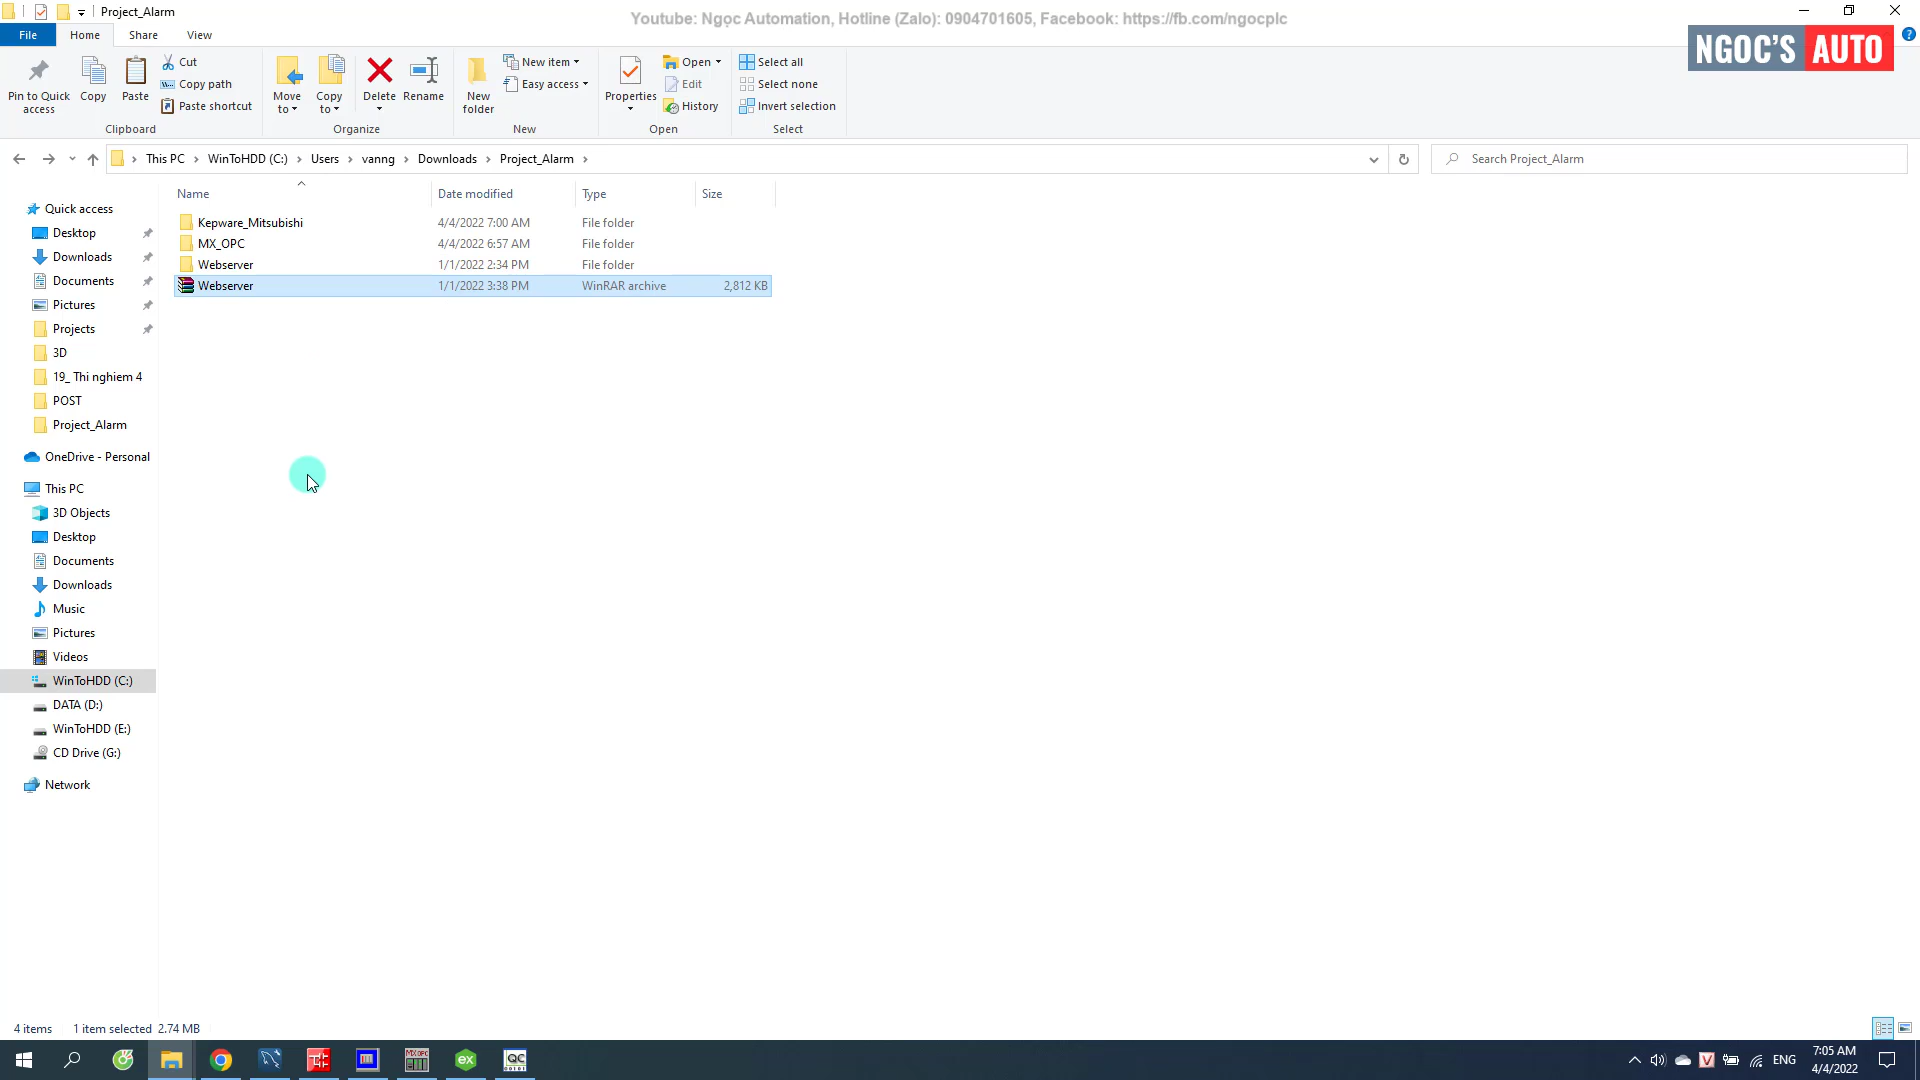 Project_Alarm
Youtube: Ngọc Automation, Hotline (Zalo): 0904701605, Facebook: https://fb.com/ngocplc
NGOC'S AUTO
File
Home
Share
View
Pin to Quick access
Copy
Paste
Cut
Copy path
Paste shortcut
Clipboard
Move to
Copy to
Delete
Rename
Organize
New folder
New item
Easy access
New
Properties
Open
Edit
History
Open
Select all
Select none
Invert selection
Select
This PC
WinToHDD (C:)
Users
vanng
Downloads
Project_Alarm
Search Project_Alarm
Name
Date modified
Type
Size
Kepware_Mitsubishi 4/4/2022 7:00 AM File folder
MX_OPC 4/4/2022 6:57 AM File folder
Webserver 1/1/2022 2:34 PM File folder
Webserver 1/1/2022 3:38 PM WinRAR archive 2,812 KB
Quick access
Desktop
Downloads
Documents
Pictures
Projects
3D
19_ Thi nghiem 4
POST
Project_Alarm
OneDrive - Personal
This PC
3D Objects
Desktop
Documents
Downloads
Music
Pictures
Videos
WinToHDD (C:)
DATA (D:)
WinToHDD (E:)
CD Drive (G:)
Network
4 items
1 item selected 2.74 MB
MX OPC
ex
QC
V
ENG
7:05 AM
4/4/2022